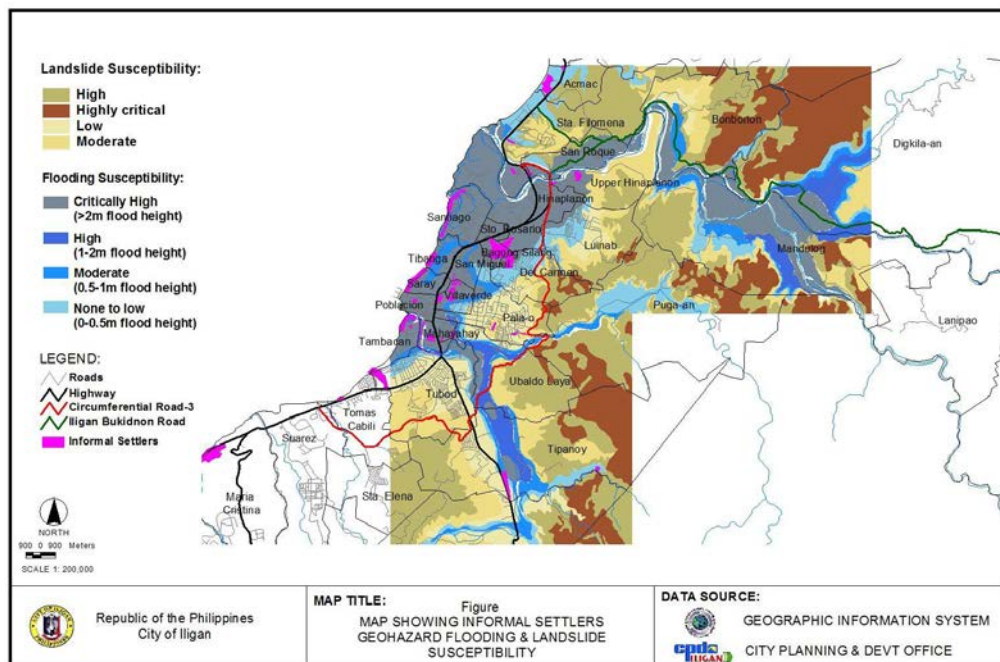 Landslide Susceptibility:
High
Highly critical
Low
Moderate
Flooding Susceptibility:
Critically High
(>2m flood height)
High
(1-2m flood height)
Moderate
(0.5-1m flood height)
None to low
(0-0.5m flood height)
LEGEND:
Roads
Highway
Circumferential Road-3
Iligan Bukidnon Road
Informal Settlers
NORTH
900 0 900 Meters
SCALE 1: 200,000
Acmac
Sta. Filomena
Bonbonon
Digkila-an
San Roque
Upper Hinaplanon
Hinaplanon
Santiago
Sto. Rosario
Bagong Silang
Luinab
Mandulog
Tibanga
San Miguel
Del Carmen
Saray
Villaverde
Puga-an
Poblacion
Pala-o
Lanipao
Mahayahay
Tambacan
Ubaldo Laya
Tubod
Tomas
Cabili
Suarez
Tipanoy
Sta. Elena
Maria
Cristina
Republic of the Philippines
City of Iligan
MAP TITLE:
Figure
MAP SHOWING INFORMAL SETTLERS
GEOHAZARD FLOODING & LANDSLIDE
SUSCEPTIBILITY
DATA SOURCE:
GEOGRAPHIC INFORMATION SYSTEM
cpdo
ILIGAN
CITY PLANNING & DEVT OFFICE